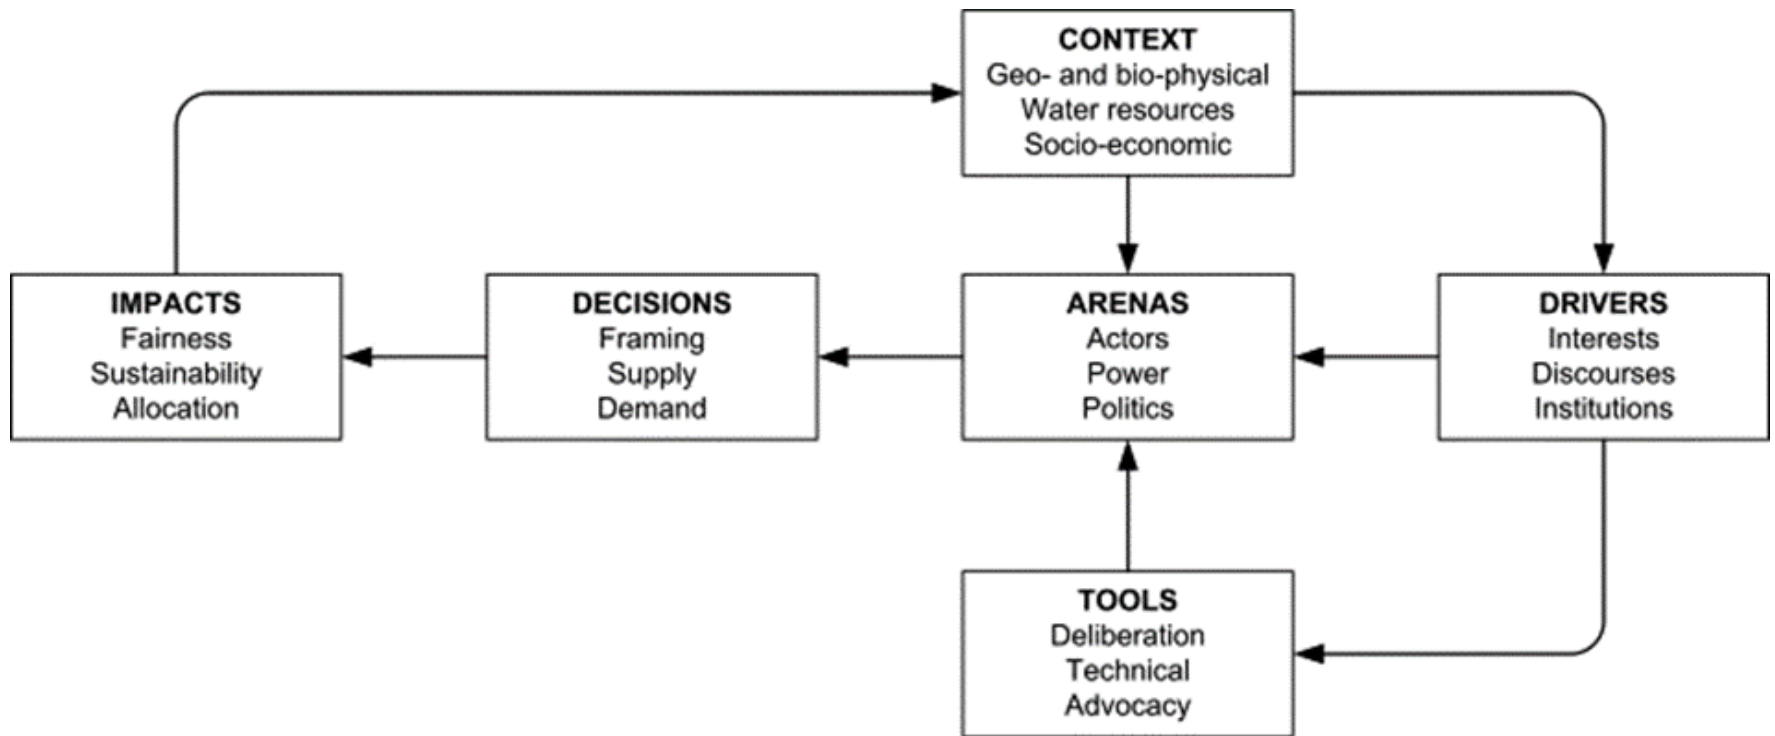 CONTEXT
Geo- and bio-physical
Water resources
Socio-economic
IMPACTS
Fairness
Sustainability
Allocation
DECISIONS
Framing
Supply
Demand
ARENAS
Actors
Power
Politics
DRIVERS
Interests
Discourses
Institutions
TOOLS
Deliberation
Technical
Advocacy